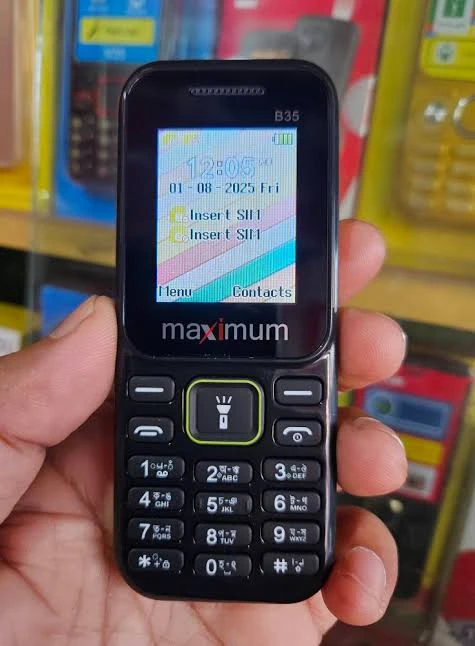 B35
12:05
01-08-2025 Fri
Insert SIM
Insert SIM
Menu Contacts
maximum
1
2 ABC
3 DEF
4 GHI
5 JKL
6 MNO
7 PQRS
8 TUV
9 WXYZ
*
0
#